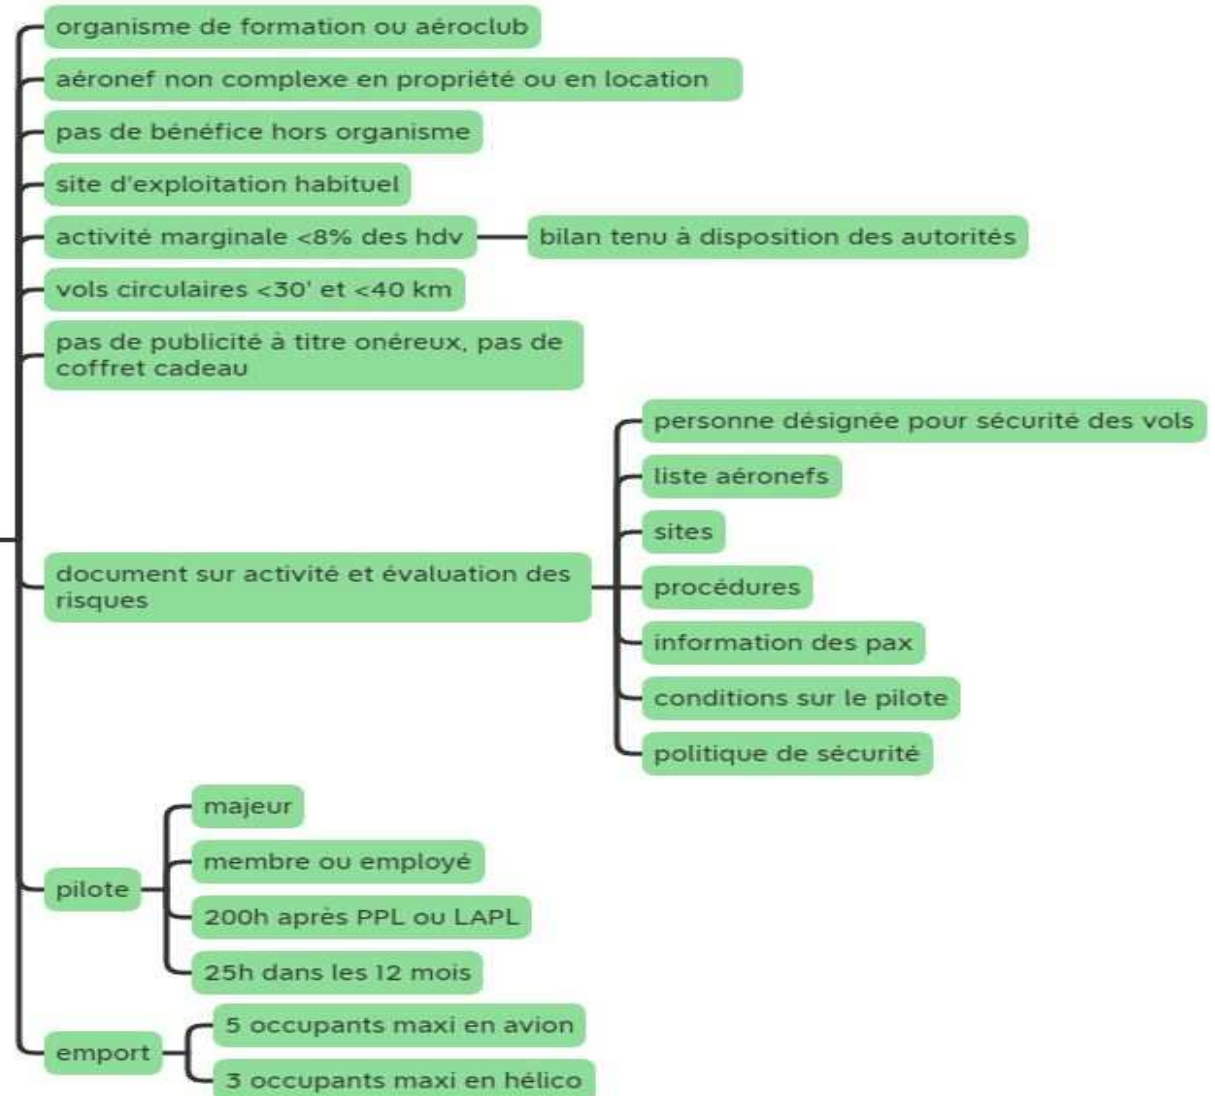 organisme de formation ou aéroclub
aéronef non complexe en propriété ou en location
pas de bénéfice hors organisme
site d'exploitation habituel
activité marginale <8% des hdv
bilan tenu à disposition des autorités
vols circulaires <30' et <40 km
pas de publicité à titre onéreux, pas de
coffret cadeau
document sur activité et évaluation des
risques
personne désignée pour sécurité des vols
liste aéronefs
sites
procédures
information des pax
conditions sur le pilote
politique de sécurité
pilote
majeur
membre ou employé
200h après PPL ou LAPL
25h dans les 12 mois
emport
5 occupants maxi en avion
3 occupants maxi en hélico